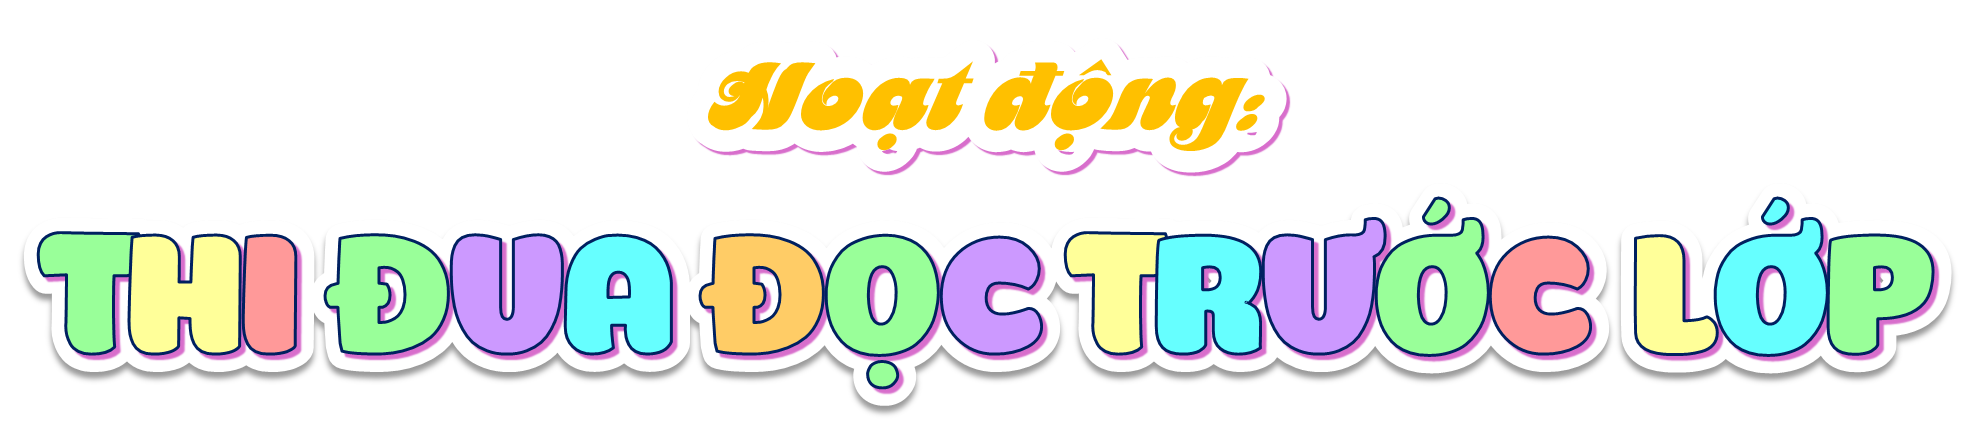 Hoạt động:
THI ĐUA ĐỌC TRƯỚC LỚP